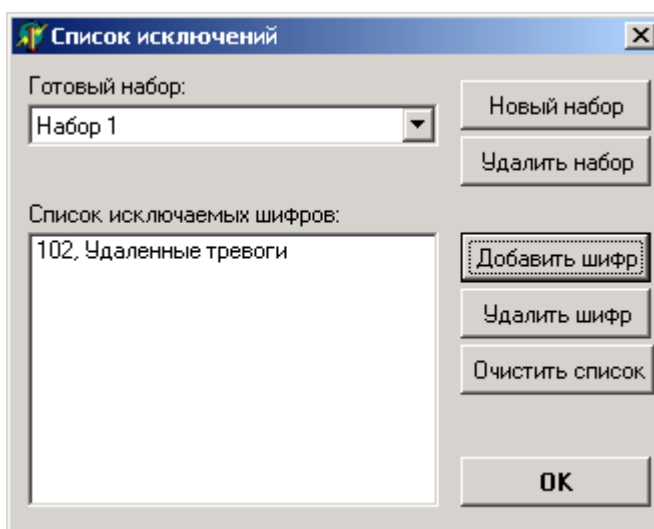 Список исключений
Готовый набор:
Набор 1
Новый набор
Удалить набор
Список исключаемых шифров:
102, Удаленные тревоги
Добавить шифр
Удалить шифр
Очистить список
OK